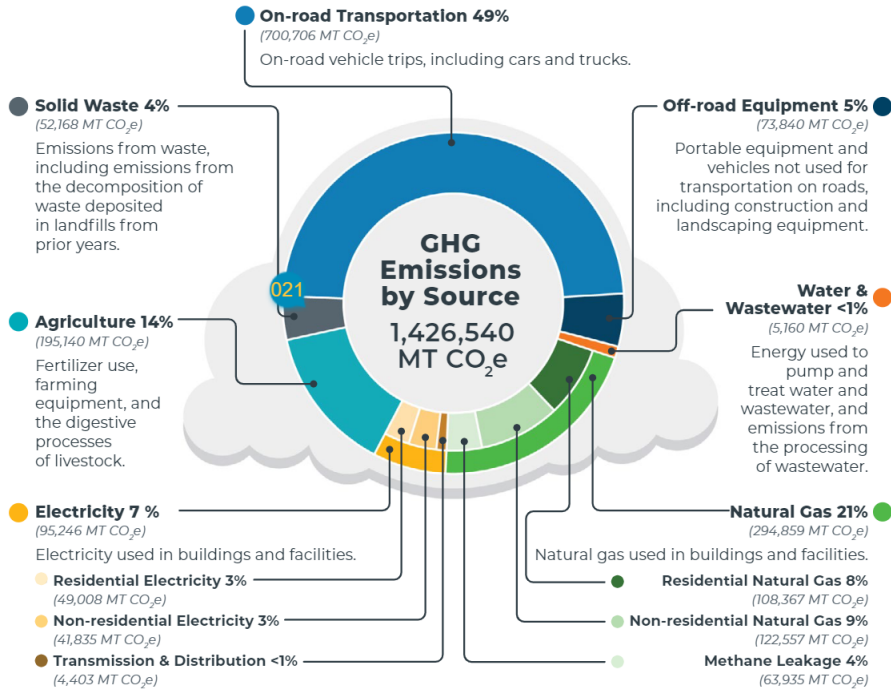 On-road Transportation 49%
(700,706 MT CO₂e)
On-road vehicle trips, including cars and trucks.
Solid Waste 4%
(52,168 MT CO₂e)
Emissions from waste,
including emissions from
the decomposition of
waste deposited
in landfills from
prior years.
Off-road Equipment 5%
(73,840 MT CO₂e)
Portable equipment and
vehicles not used for
transportation on roads,
including construction and
landscaping equipment.
GHG
Emissions
by Source
1,426,540
MT CO₂e
021
Agriculture 14%
(195,140 MT CO₂e)
Fertilizer use,
farming
equipment, and
the digestive
processes
of livestock.
Water &
Wastewater <1%
(5,160 MT CO₂e)
Energy used to
pump and
treat water and
wastewater, and
emissions from
the processing
of wastewater.
Electricity 7 %
(95,246 MT CO₂e)
Electricity used in buildings and facilities.
Residential Electricity 3%
(49,008 MT CO₂e)
Non-residential Electricity 3%
(41,835 MT CO₂e)
Transmission & Distribution <1%
(4,403 MT CO₂e)
Natural Gas 21%
(294,859 MT CO₂e)
Natural gas used in buildings and facilities.
Residential Natural Gas 8%
(108,367 MT CO₂e)
Non-residential Natural Gas 9%
(122,557 MT CO₂e)
Methane Leakage 4%
(63,935 MT CO₂e)